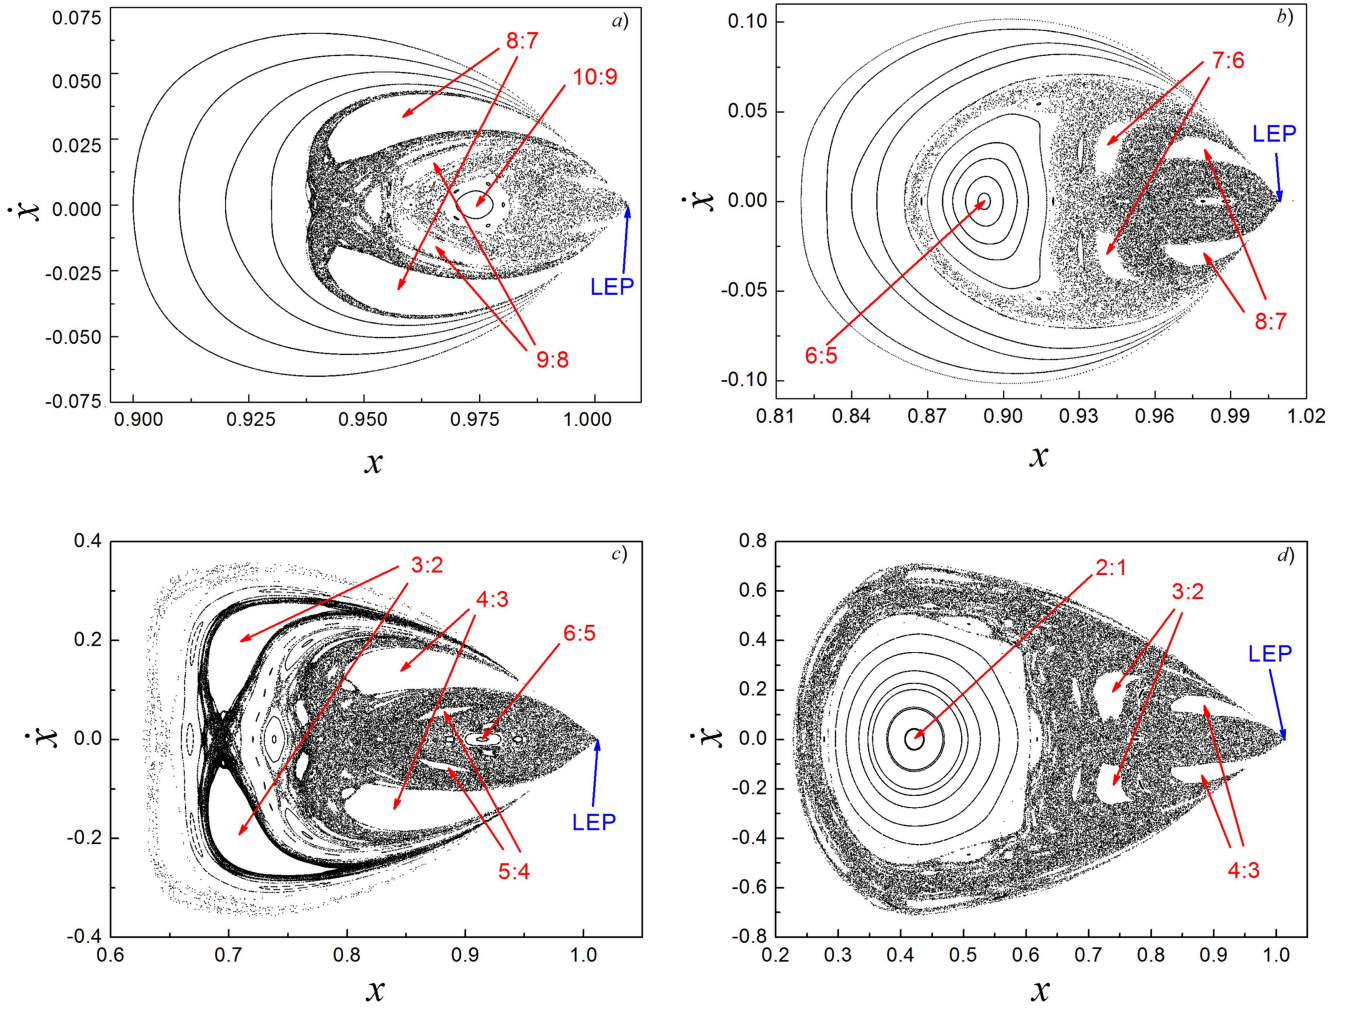 a)
0.075
0.050
0.025
0.000
-0.025
-0.050
-0.075
ẋ
8:7
10:9
LEP
9:8
0.900 0.925 0.950 0.975 1.000
x
b)
0.10
0.05
0.00
-0.05
-0.10
ẋ
7:6
LEP
8:7
6:5
0.81 0.84 0.87 0.90 0.93 0.96 0.99 1.02
x
c)
0.4
0.2
0.0
-0.2
-0.4
ẋ
3:2
4:3
6:5
LEP
5:4
0.6 0.7 0.8 0.9 1.0
x
d)
0.8
0.6
0.4
0.2
0.0
-0.2
-0.4
-0.6
-0.8
ẋ
2:1
3:2
LEP
4:3
0.2 0.3 0.4 0.5 0.6 0.7 0.8 0.9 1.0
x